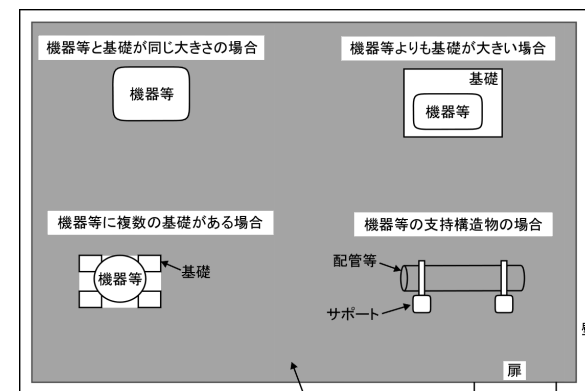 機器等と基礎が同じ大きさの場合
機器等よりも基礎が大きい場合
機器等
基礎
機器等
機器等に複数の基礎がある場合
機器等の支持構造物の場合
機器等
基礎
配管等
サポート
扉